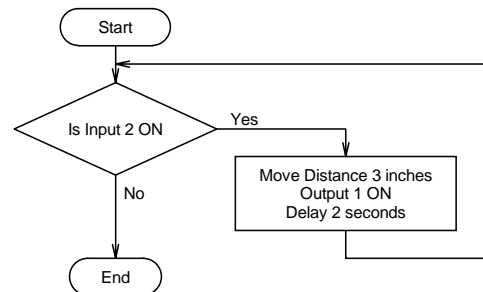 Start
Is Input 2 ON
Yes
Move Distance 3 inches
Output 1 ON
Delay 2 seconds
No
End